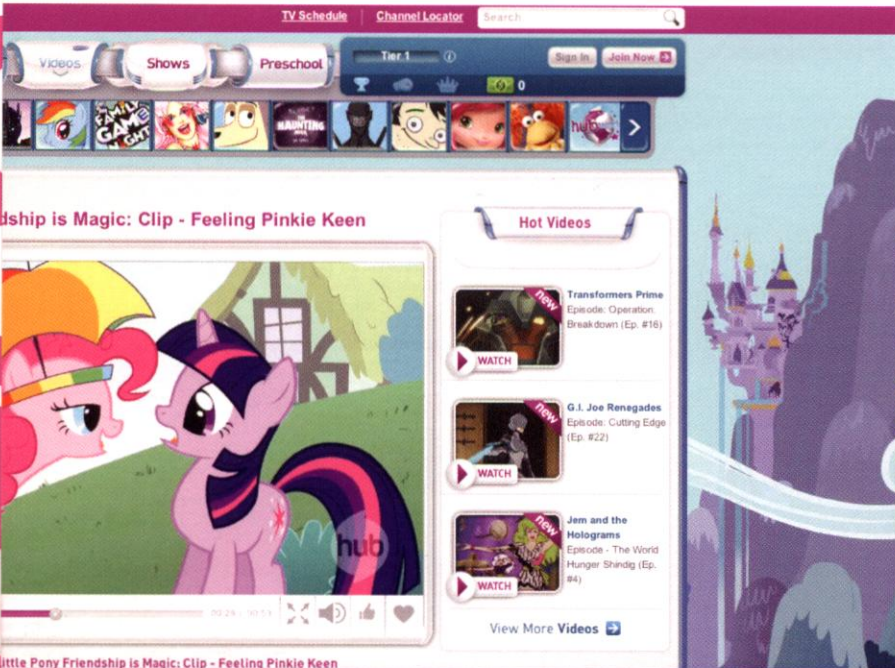 TV Schedule Channel Locator Search
Videos Shows Preschool Tier 1 Sign In Join Now
0
FAMILY GAME NIGHT THE HAUNTING HOUR hub
dship is Magic: Clip - Feeling Pinkie Keen
Hot Videos
new
Transformers Prime
Episode: Operation.
Breakdown (Ep. #16)
WATCH
new
G.I. Joe Renegades
Episode: Cutting Edge
(Ep. #22)
WATCH
new
Jem and the
Holograms
Episode - The World
Hunger Shindig (Ep.
#4)
WATCH
hub
View More Videos
ittle Pony Friendship is Magic: Clip - Feeling Pinkie Keen